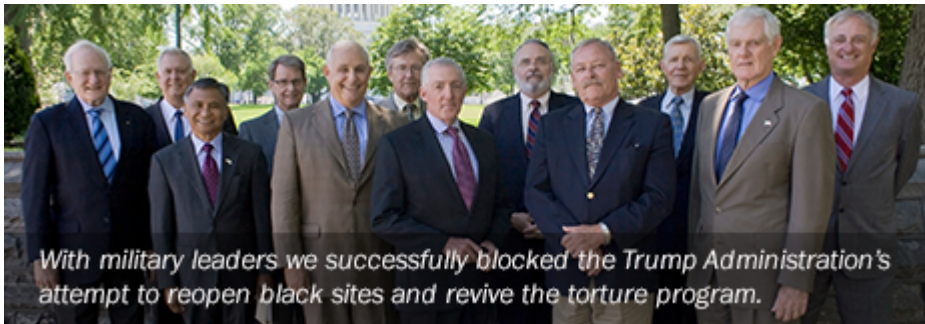 With military leaders we successfully blocked the Trump Administration's
attempt to reopen black sites and revive the torture program.